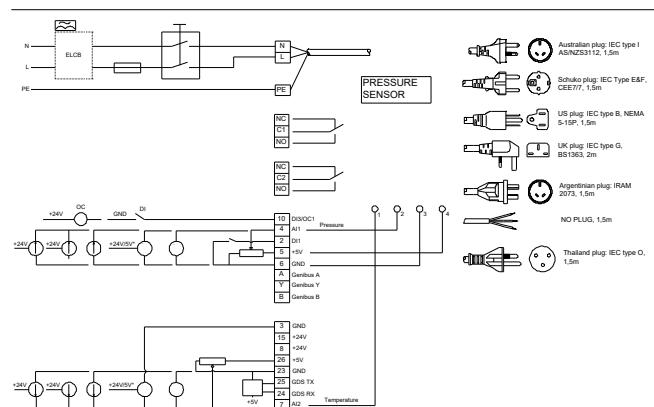 ELCB
N
L
PE
N
L
PE
PRESSURE
SENSOR
NC
C1
NO
NC
C2
NO
OC
+24V
GND
DI
10 DI3/OC1
4 AI1
Pressure
2 DI1
5 +5V
6 GND
A Genibus A
Y Genibus Y
B Genibus B
+24V
+24V
+24V/5V*
1
2
3
4
3 GND
15 +24V
8 +24V
26 +5V
23 GND
25 GDS TX
24 GDS RX
7 AI2
Temperature
+24V
+24V
+24V/5V*
+5V
Australian plug: IEC type I
AS/NZS3112, 1,5m
Schuko plug: IEC Type E&F,
CEE7/7, 1,5m
US plug: IEC type B, NEMA
5-15P, 1,5m
UK plug: IEC type G,
BS1363, 2m
Argentinian plug: IRAM
2073, 1,5m
NO PLUG, 1,5m
Thailand plug: IEC type O,
1,5m